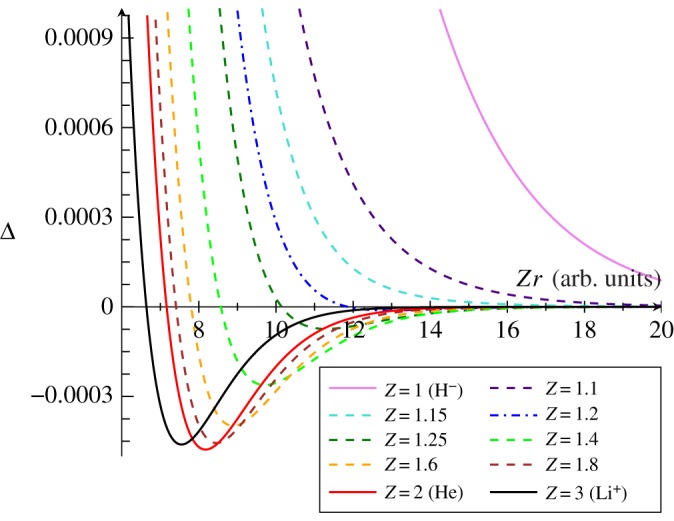 0.0009
0.0006
0.0003
Δ
Zr (arb. units)
0
8 10 12 14 16 18 20
−0.0003
Z = 1 (H⁻) Z = 1.1
Z = 1.15 Z = 1.2
Z = 1.25 Z = 1.4
Z = 1.6 Z = 1.8
Z = 2 (He) Z = 3 (Li⁺)